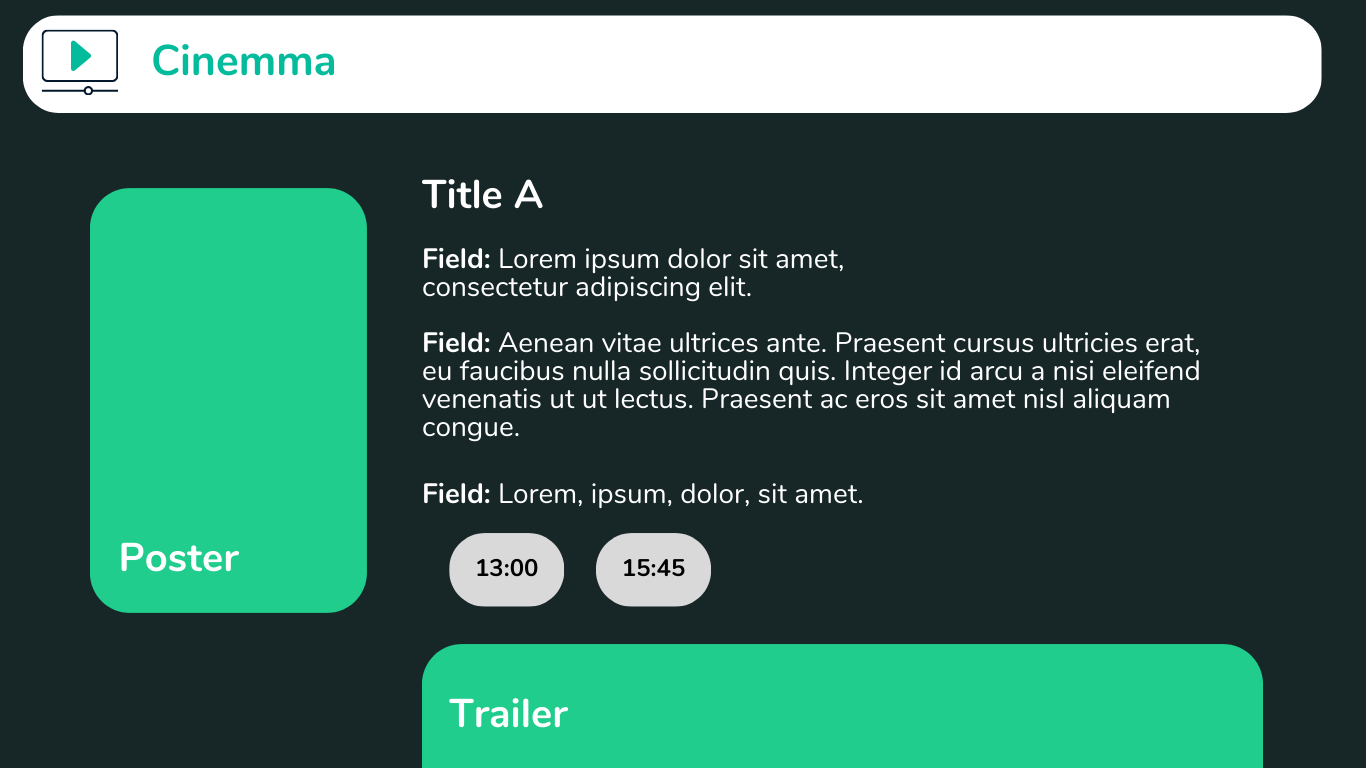 Cinemma
Title A
Field: Lorem ipsum dolor sit amet,
consectetur adipiscing elit.
Field: Aenean vitae ultrices ante. Praesent cursus ultricies erat,
eu faucibus nulla sollicitudin quis. Integer id arcu a nisi eleifend
venenatis ut ut lectus. Praesent ac eros sit amet nisl aliquam
congue.
Field: Lorem, ipsum, dolor, sit amet.
Poster
13:00 15:45
Trailer